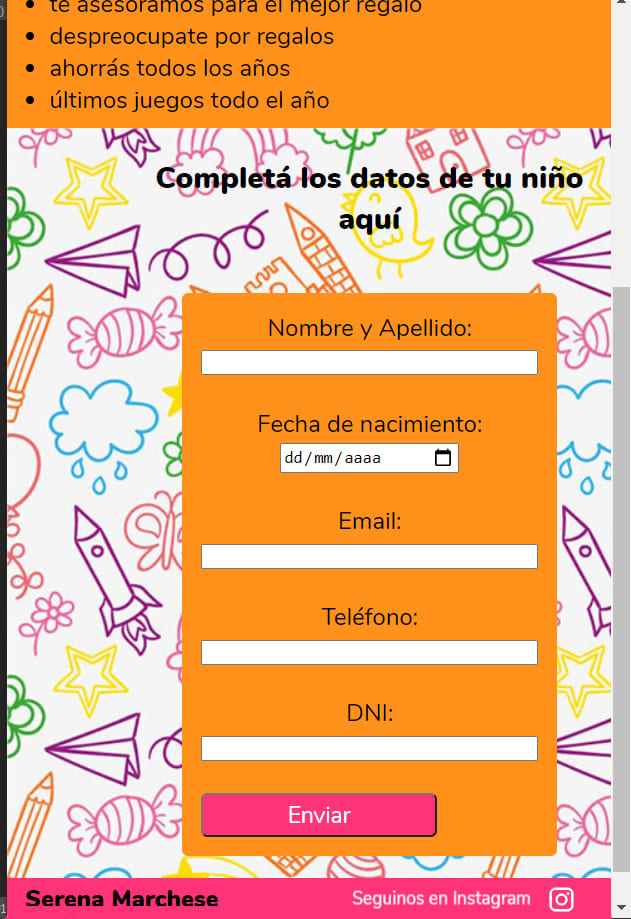 te asesoramos para el mejor regalo
despreocupate por regalos
ahorrás todos los años
últimos juegos todo el año
Completá los datos de tu niño
aquí
Nombre y Apellido:
Fecha de nacimiento:
dd/mm/aaaa
Email:
Teléfono:
DNI:
Enviar
Serena Marchese
Seguinos en Instagram